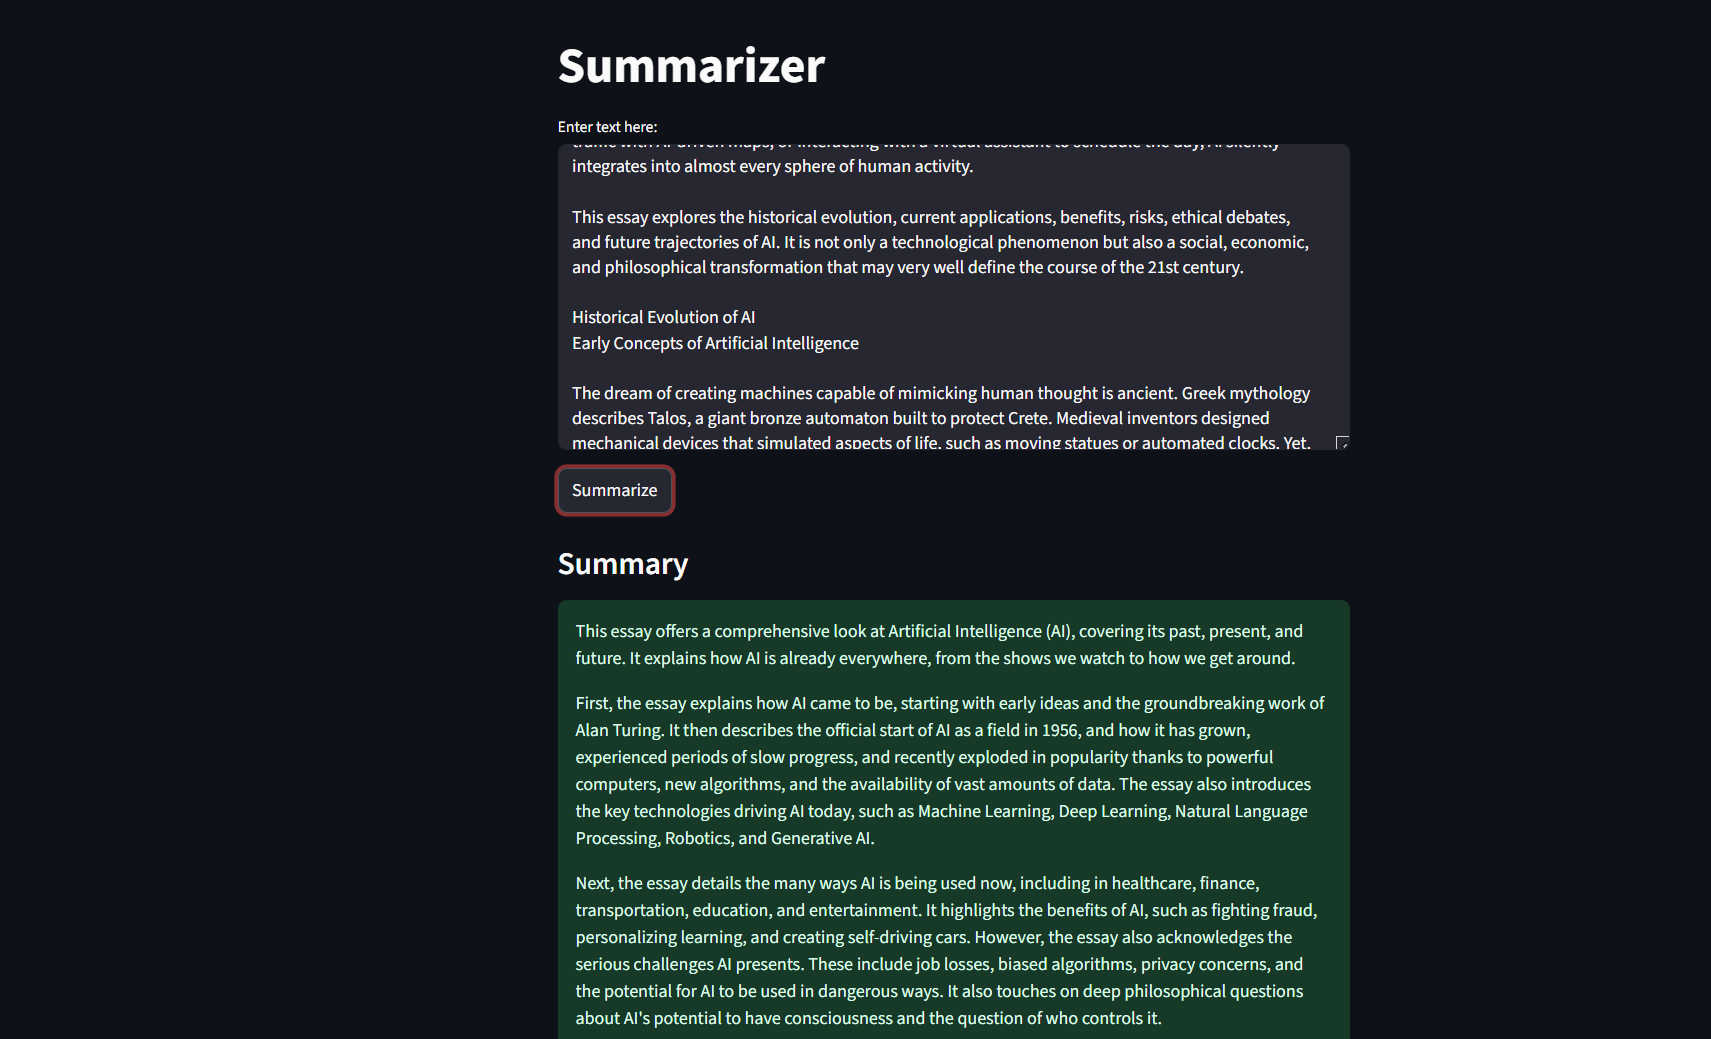 Summarizer
Enter text here:
traffic with AI-driven maps, or interacting with a virtual assistant to schedule the day, AI silently
integrates into almost every sphere of human activity.
This essay explores the historical evolution, current applications, benefits, risks, ethical debates,
and future trajectories of AI. It is not only a technological phenomenon but also a social, economic,
and philosophical transformation that may very well define the course of the 21st century.
Historical Evolution of AI
Early Concepts of Artificial Intelligence
The dream of creating machines capable of mimicking human thought is ancient. Greek mythology
describes Talos, a giant bronze automaton built to protect Crete. Medieval inventors designed
mechanical devices that simulated aspects of life, such as moving statues or automated clocks. Yet,
Summarize
Summary
This essay offers a comprehensive look at Artificial Intelligence (AI), covering its past, present, and
future. It explains how AI is already everywhere, from the shows we watch to how we get around.
First, the essay explains how AI came to be, starting with early ideas and the groundbreaking work of
Alan Turing. It then describes the official start of AI as a field in 1956, and how it has grown,
experienced periods of slow progress, and recently exploded in popularity thanks to powerful
computers, new algorithms, and the availability of vast amounts of data. The essay also introduces
the key technologies driving AI today, such as Machine Learning, Deep Learning, Natural Language
Processing, Robotics, and Generative AI.
Next, the essay details the many ways AI is being used now, including in healthcare, finance,
transportation, education, and entertainment. It highlights the benefits of AI, such as fighting fraud,
personalizing learning, and creating self-driving cars. However, the essay also acknowledges the
serious challenges AI presents. These include job losses, biased algorithms, privacy concerns, and
the potential for AI to be used in dangerous ways. It also touches on deep philosophical questions
about AI's potential to have consciousness and the question of who controls it.